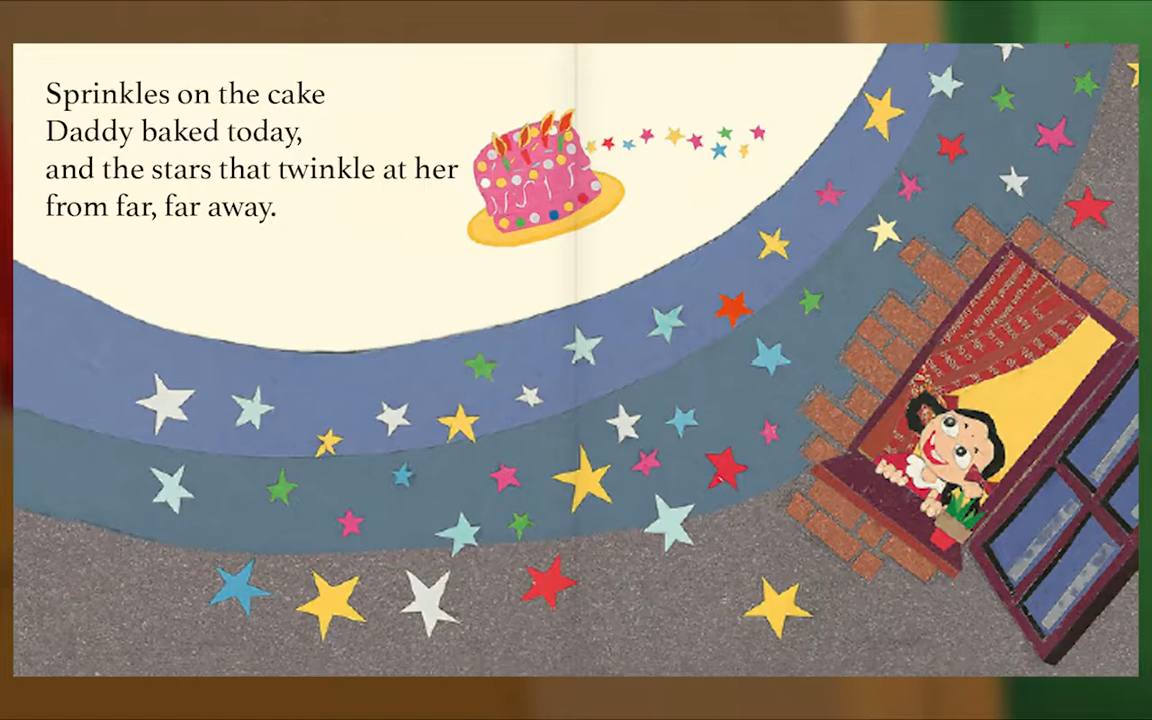 Sprinkles on the cake
Daddy baked today,
and the stars that twinkle at her
from far, far away.